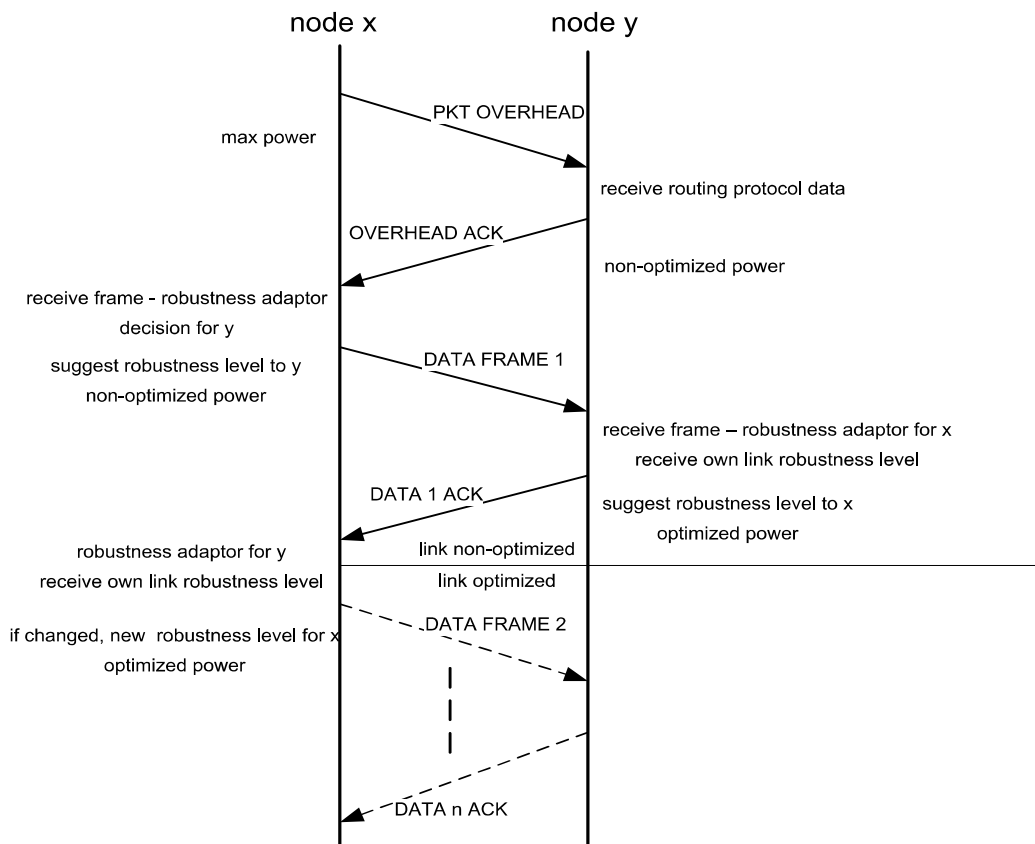 node x
node y
PKT OVERHEAD
max power
receive routing protocol data
OVERHEAD ACK
non-optimized power
receive frame - robustness adaptor
decision for y
suggest robustness level to y
non-optimized power
DATA FRAME 1
receive frame – robustness adaptor for x
receive own link robustness level
DATA 1 ACK
suggest robustness level to x
optimized power
robustness adaptor for y
receive own link robustness level
link non-optimized
link optimized
DATA FRAME 2
if changed, new robustness level for x
optimized power
DATA n ACK